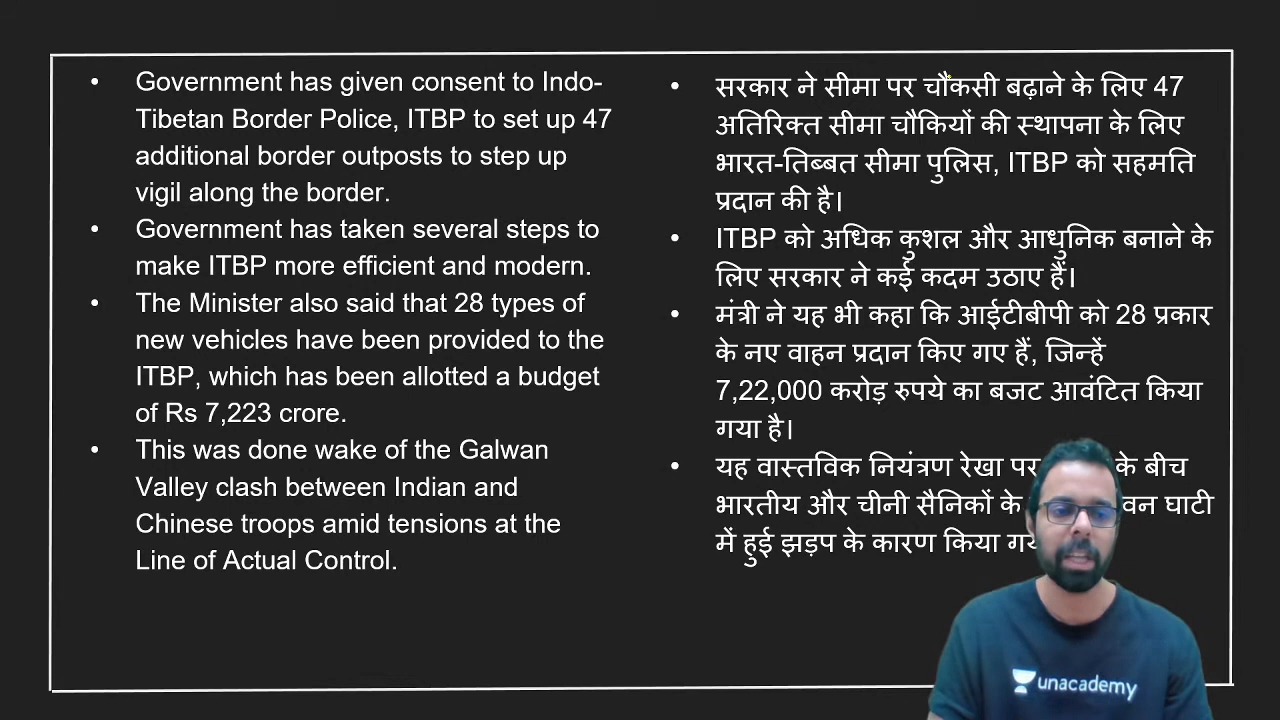 • Government has given consent to Indo-
Tibetan Border Police, ITBP to set up 47
additional border outposts to step up
vigil along the border.
• Government has taken several steps to
make ITBP more efficient and modern.
• The Minister also said that 28 types of
new vehicles have been provided to the
ITBP, which has been allotted a budget
of Rs 7,223 crore.
• This was done wake of the Galwan
Valley clash between Indian and
Chinese troops amid tensions at the
Line of Actual Control.
• सरकार ने सीमा पर चौकसी बढ़ाने के लिए 47
अतिरिक्त सीमा चौकियों की स्थापना के लिए
भारत-तिब्बत सीमा पुलिस, ITBP को सहमति
प्रदान की है।
• ITBP को अधिक कुशल और आधुनिक बनाने के
लिए सरकार ने कई कदम उठाए हैं।
• मंत्री ने यह भी कहा कि आईटीबीपी को 28 प्रकार
के नए वाहन प्रदान किए गए हैं, जिन्हें
7,22,000 करोड़ रुपये का बजट आवंटित किया
गया है।
• यह वास्तविक नियंत्रण रेखा पर के बीच
भारतीय और चीनी सैनिकों के घाटी
में हुई झड़प के कारण किया
unacademy